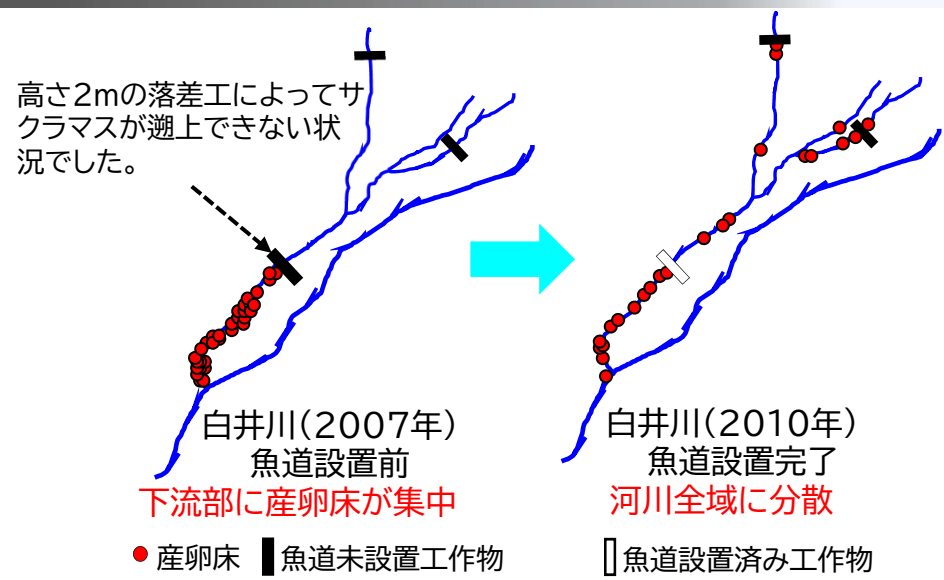 高さ2mの落差工によってサ
クラマスが遡上できない状
況でした。
白井川(2007年)
魚道設置前
下流部に産卵床が集中
白井川(2010年)
魚道設置完了
河川全域に分散
産卵床
魚道未設置工作物
魚道設置済み工作物